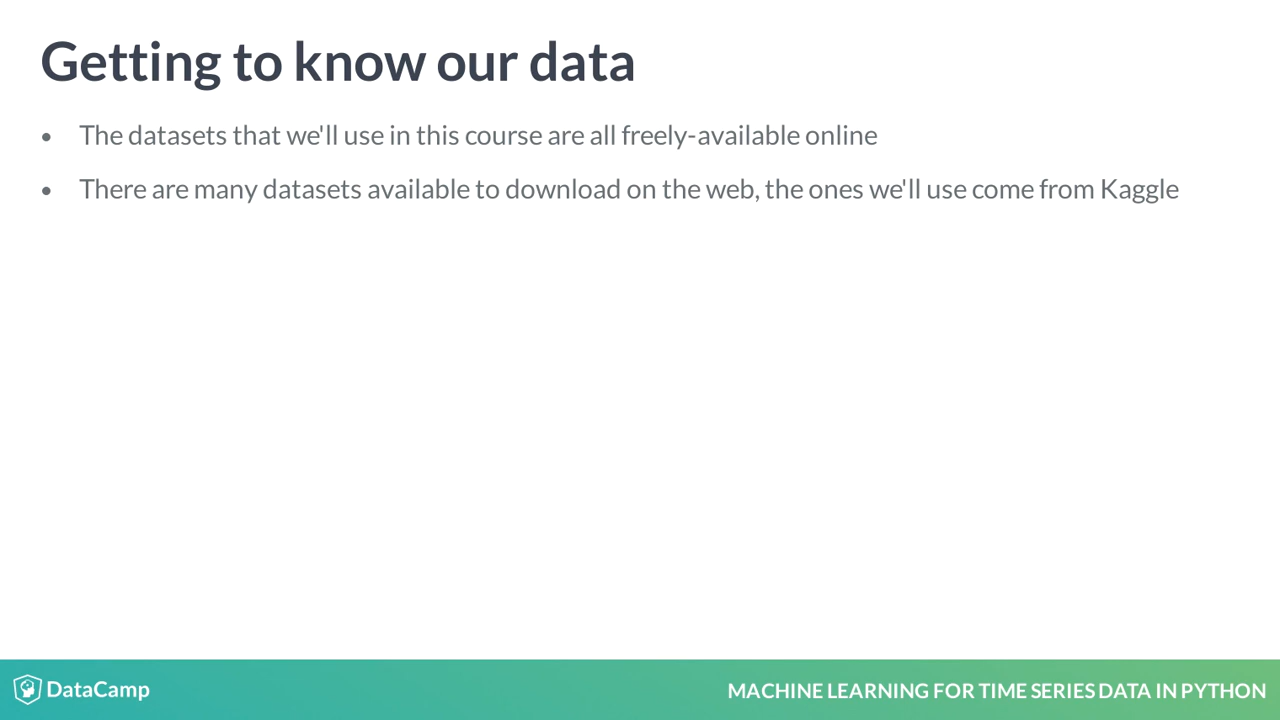 Getting to know our data
• The datasets that we'll use in this course are all freely-available online
• There are many datasets available to download on the web, the ones we'll use come from Kaggle
DataCamp
MACHINE LEARNING FOR TIME SERIES DATA IN PYTHON